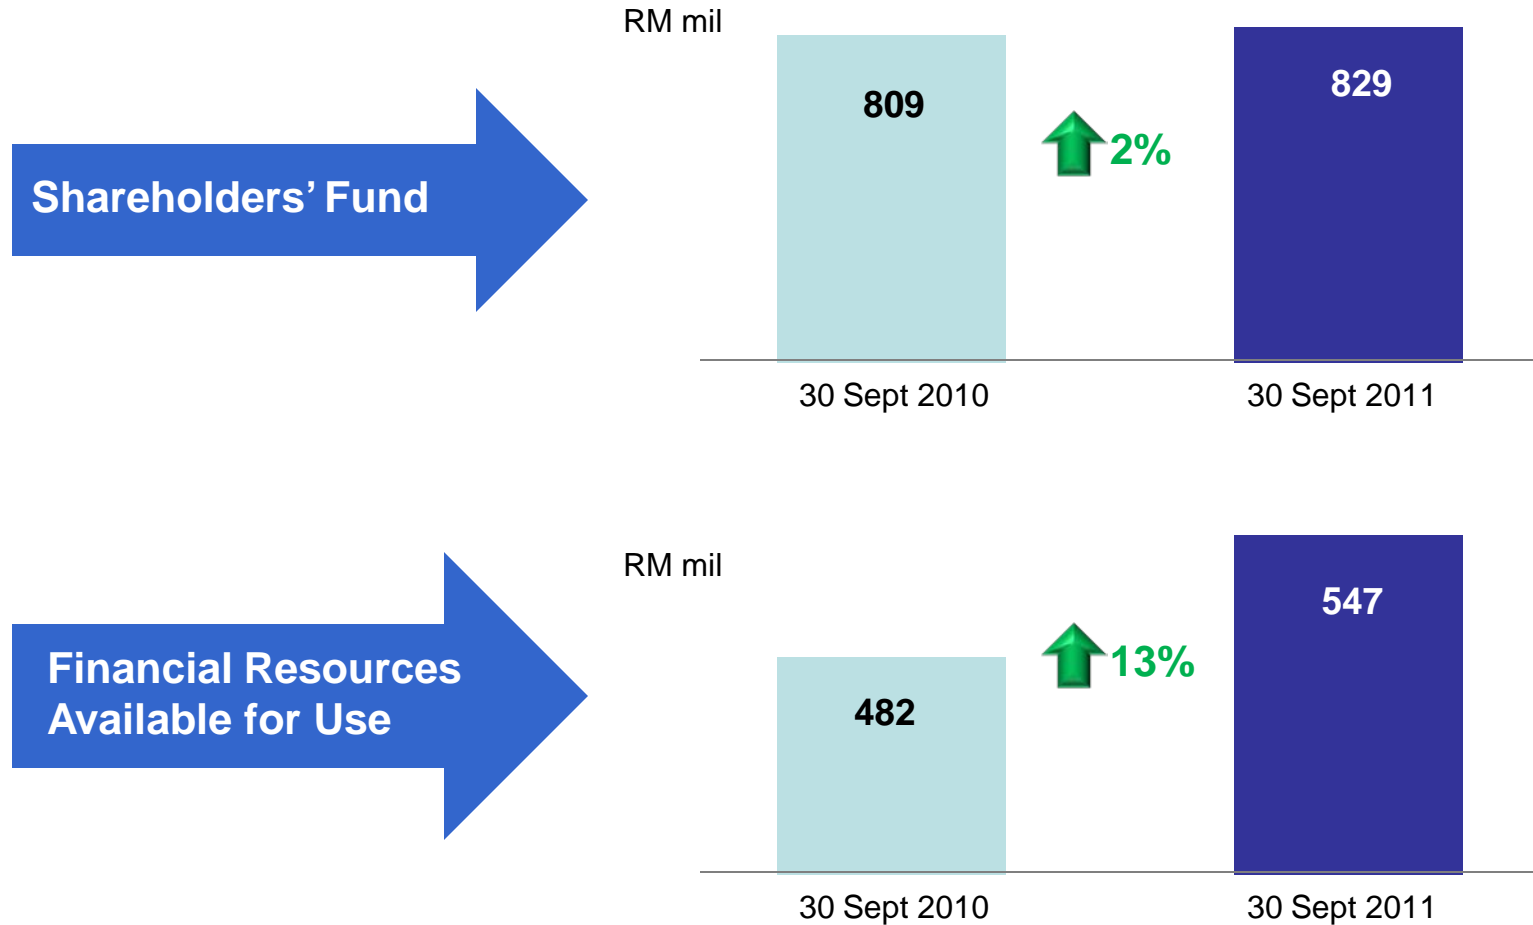 RM mil
809
829
2%
Shareholders’ Fund
30 Sept 2010
30 Sept 2011
RM mil
547
13%
Financial Resources
Available for Use
482
30 Sept 2010
30 Sept 2011